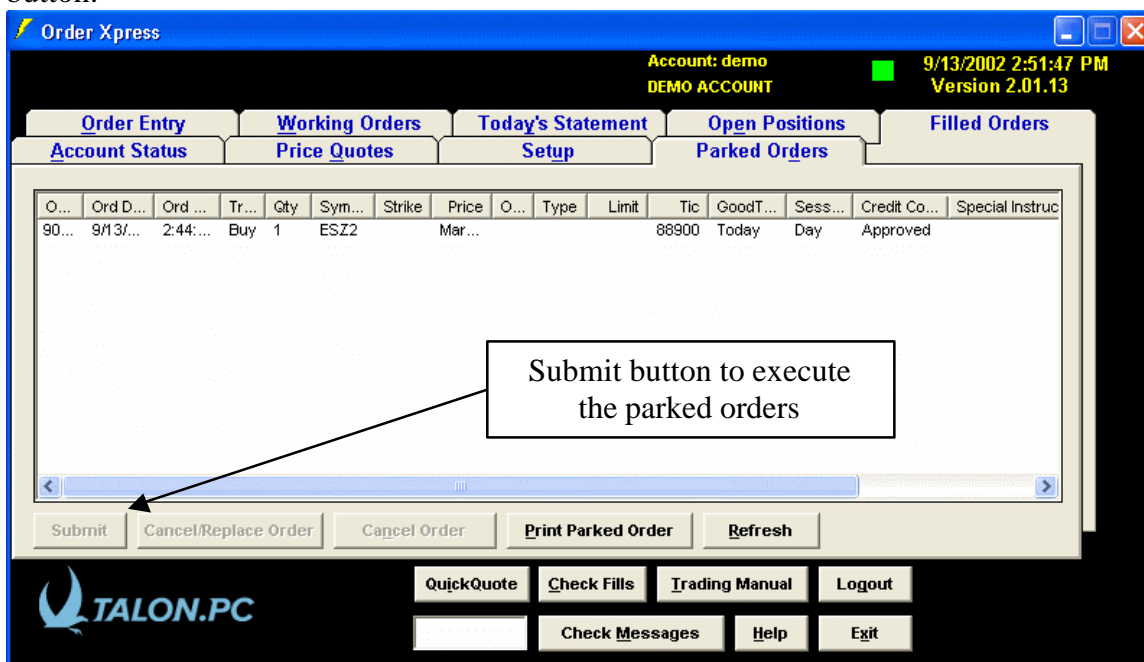 button.
Order Xpress
Account: demo
DEMO ACCOUNT
9/13/2002 2:51:47 PM
Version 2.01.13
Order Entry Working Orders Today's Statement Open Positions Filled Orders
Account Status Price Quotes Setup Parked Orders
O... Ord D... Ord ... Tr... Qty Sym... Strike Price O... Type Limit Tic GoodT... Sess... Credit Co... Special Instruc
90... 9/13/... 2:44:... Buy 1 ESZ2 Mar... 88900 Today Day Approved
Submit button to execute
the parked orders
Submit Cancel/Replace Order Cancel Order Print Parked Order Refresh
QuickQuote Check Fills Trading Manual Logout
TALON.PC
Check Messages Help Exit